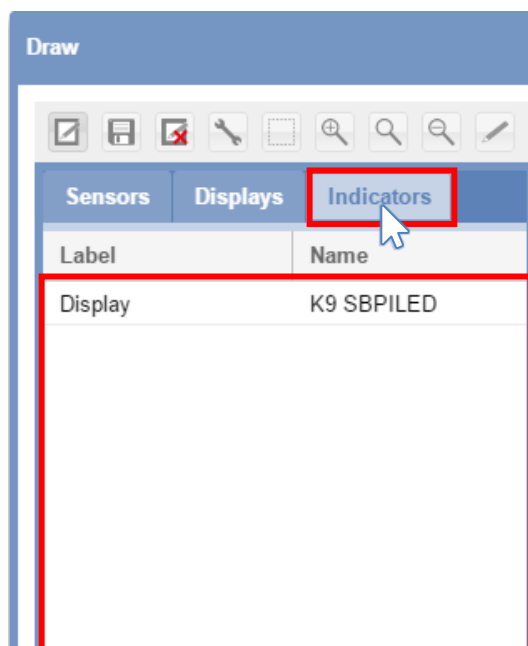 Draw
Sensors Displays Indicators
Label Name
Display K9 SBPILED